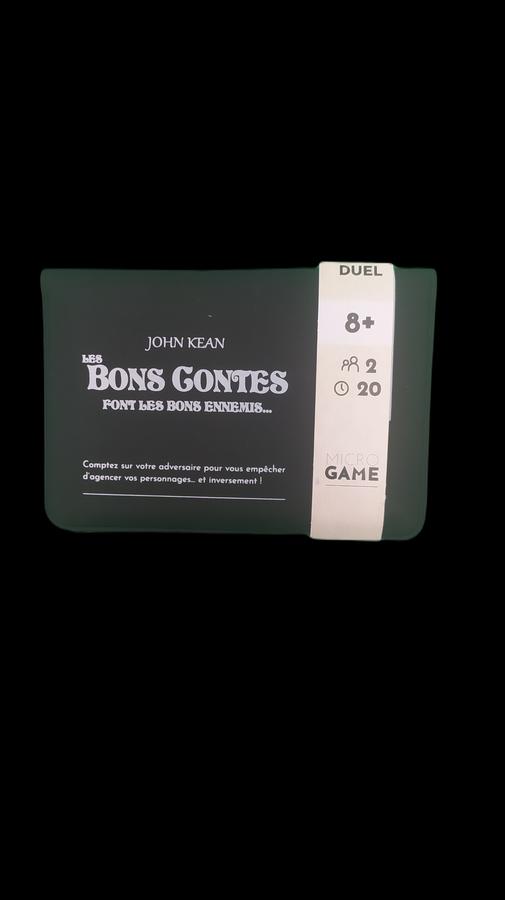 JOHN KEAN
LES
BONS CONTES
FONT LES BONS ENNEMIS...
Comptez sur votre adversaire pour vous empêcher
d'agencer vos personnages... et inversement !
DUEL
8+
2
20
MICRO
GAME